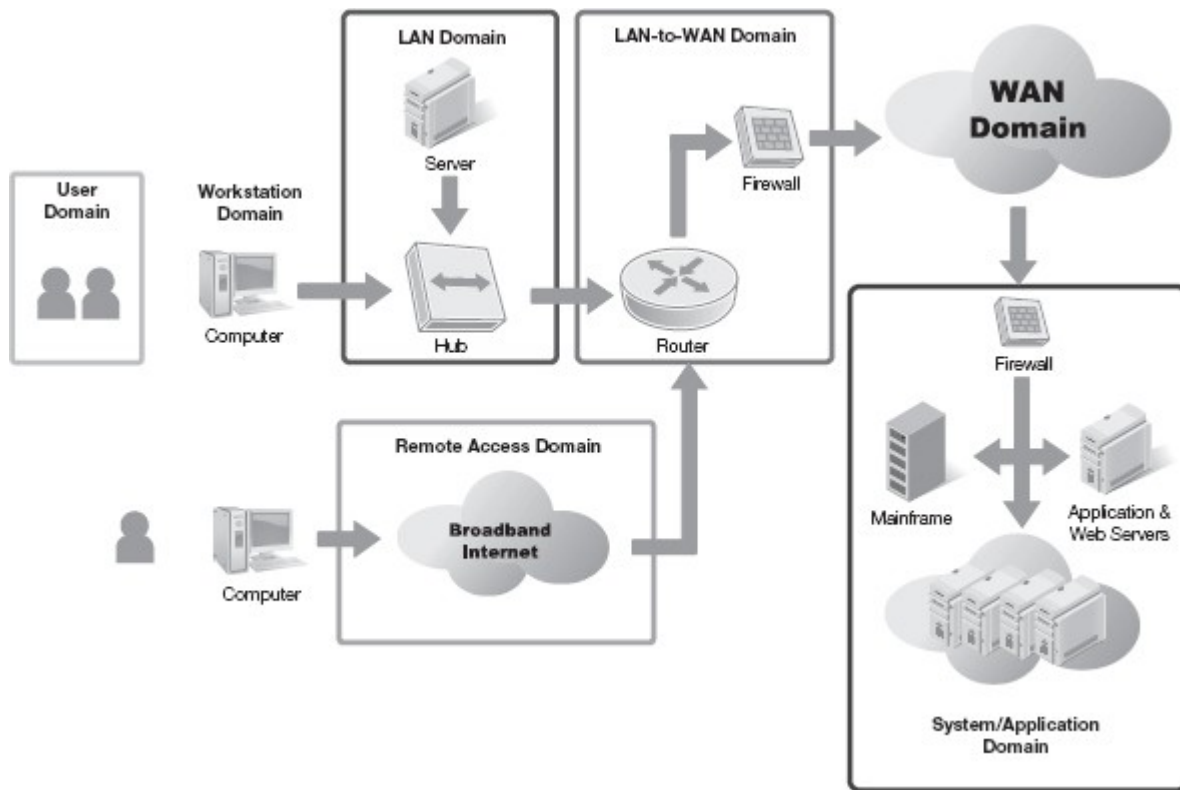 LAN Domain
Server
Hub
LAN-to-WAN Domain
Firewall
Router
WAN
Domain
User
Domain
Workstation
Domain
Computer
Remote Access Domain
Broadband
Internet
Computer
Firewall
Mainframe
Application &
Web Servers
System/Application
Domain